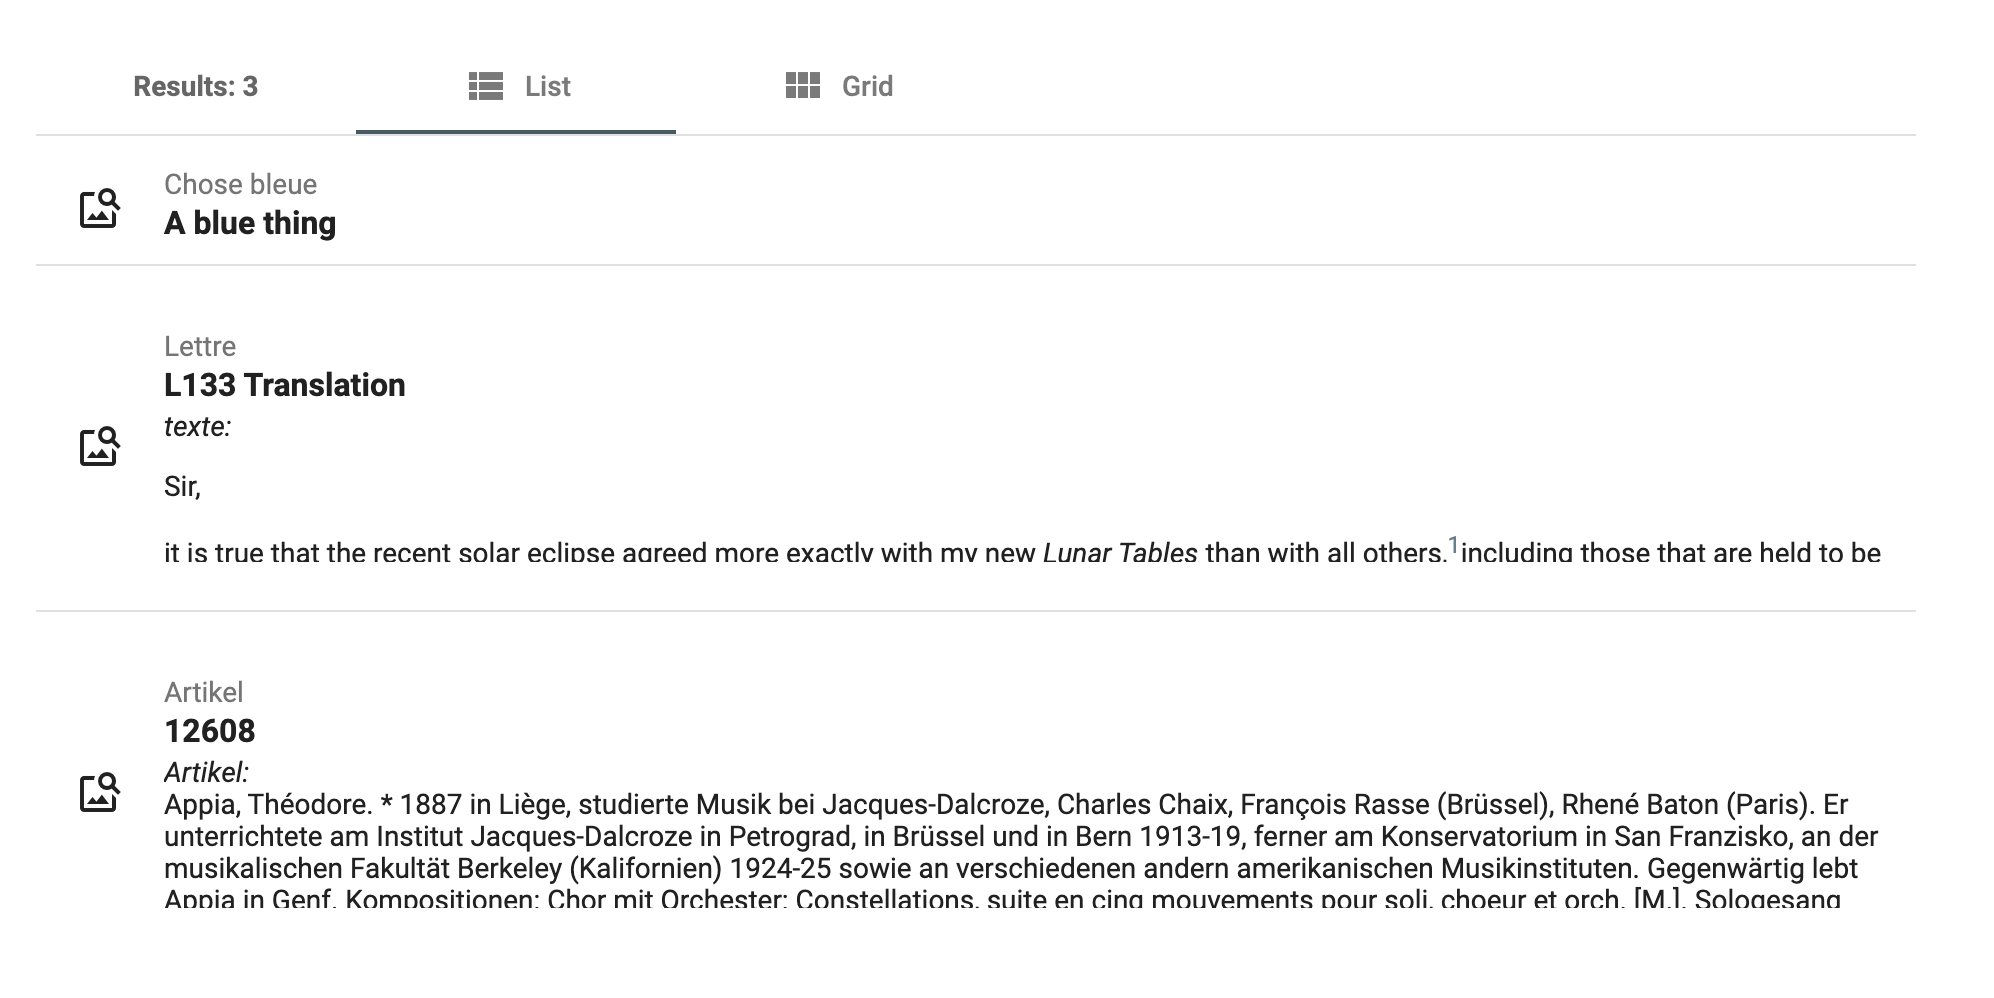 Results: 3
List
Grid
Chose bleue
A blue thing
Lettre
L133 Translation
texte:
Sir,
it is true that the recent solar eclipse agreed more exactly with my new Lunar Tables than with all others,1including those that are held to be
Artikel
12608
Artikel:
Appia, Théodore. * 1887 in Liège, studierte Musik bei Jacques-Dalcroze, Charles Chaix, François Rasse (Brüssel), Rhené Baton (Paris). Er
unterrichtete am Institut Jacques-Dalcroze in Petrograd, in Brüssel und in Bern 1913-19, ferner am Konservatorium in San Franzisko, an der
musikalischen Fakultät Berkeley (Kalifornien) 1924-25 sowie an verschiedenen andern amerikanischen Musikinstituten. Gegenwärtig lebt
Appia in Genf. Kompositionen: Chor mit Orchester: Constellations, suite en cinq mouvements pour soli, choeur et orch. [M.]. Sologesang